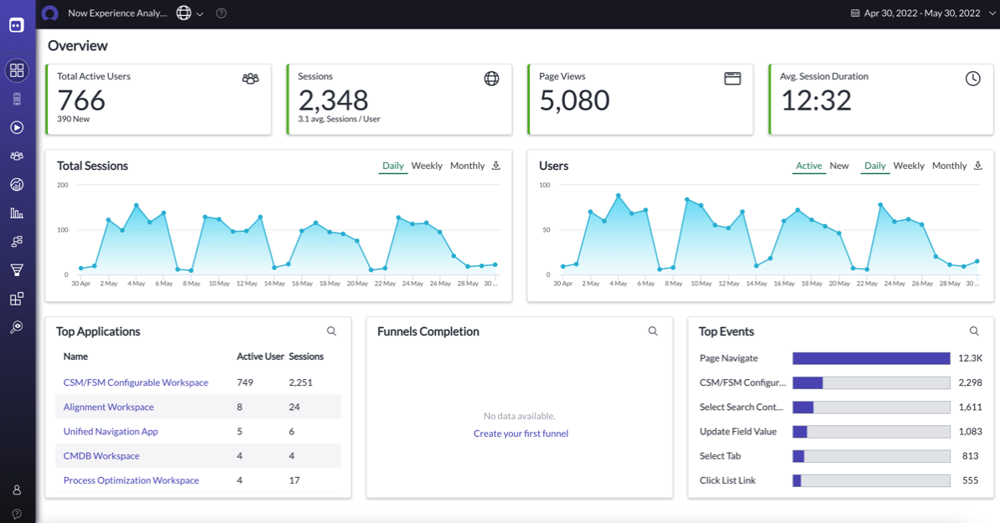 Now Experience Analy...
Apr 30, 2022 - May 30, 2022
Overview
Total Active Users
766
390 New
Sessions
2,348
3.1 avg. Sessions / User
Page Views
5,080
Avg. Session Duration
12:32
Total Sessions
Daily Weekly Monthly
200
100
0
30 Apr 2 May 4 May 6 May 8 May 10 May 12 May 14 May 16 May 18 May 20 May 22 May 24 May 26 May 28 May 30 ...
Users
Active New Daily Weekly Monthly
100
50
0
30 Apr 2 May 4 May 6 May 8 May 10 May 12 May 14 May 16 May 18 May 20 May 22 May 24 May 26 May 28 May 30 ...
Top Applications
Name Active User Sessions
CSM/FSM Configurable Workspace 749 2,251
Alignment Workspace 8 24
Unified Navigation App 5 6
CMDB Workspace 4 4
Process Optimization Workspace 4 17
Funnels Completion
No data available.
Create your first funnel
Top Events
Page Navigate 12.3K
CSM/FSM Configur... 2,298
Select Search Cont... 1,611
Update Field Value 1,083
Select Tab 813
Click List Link 555